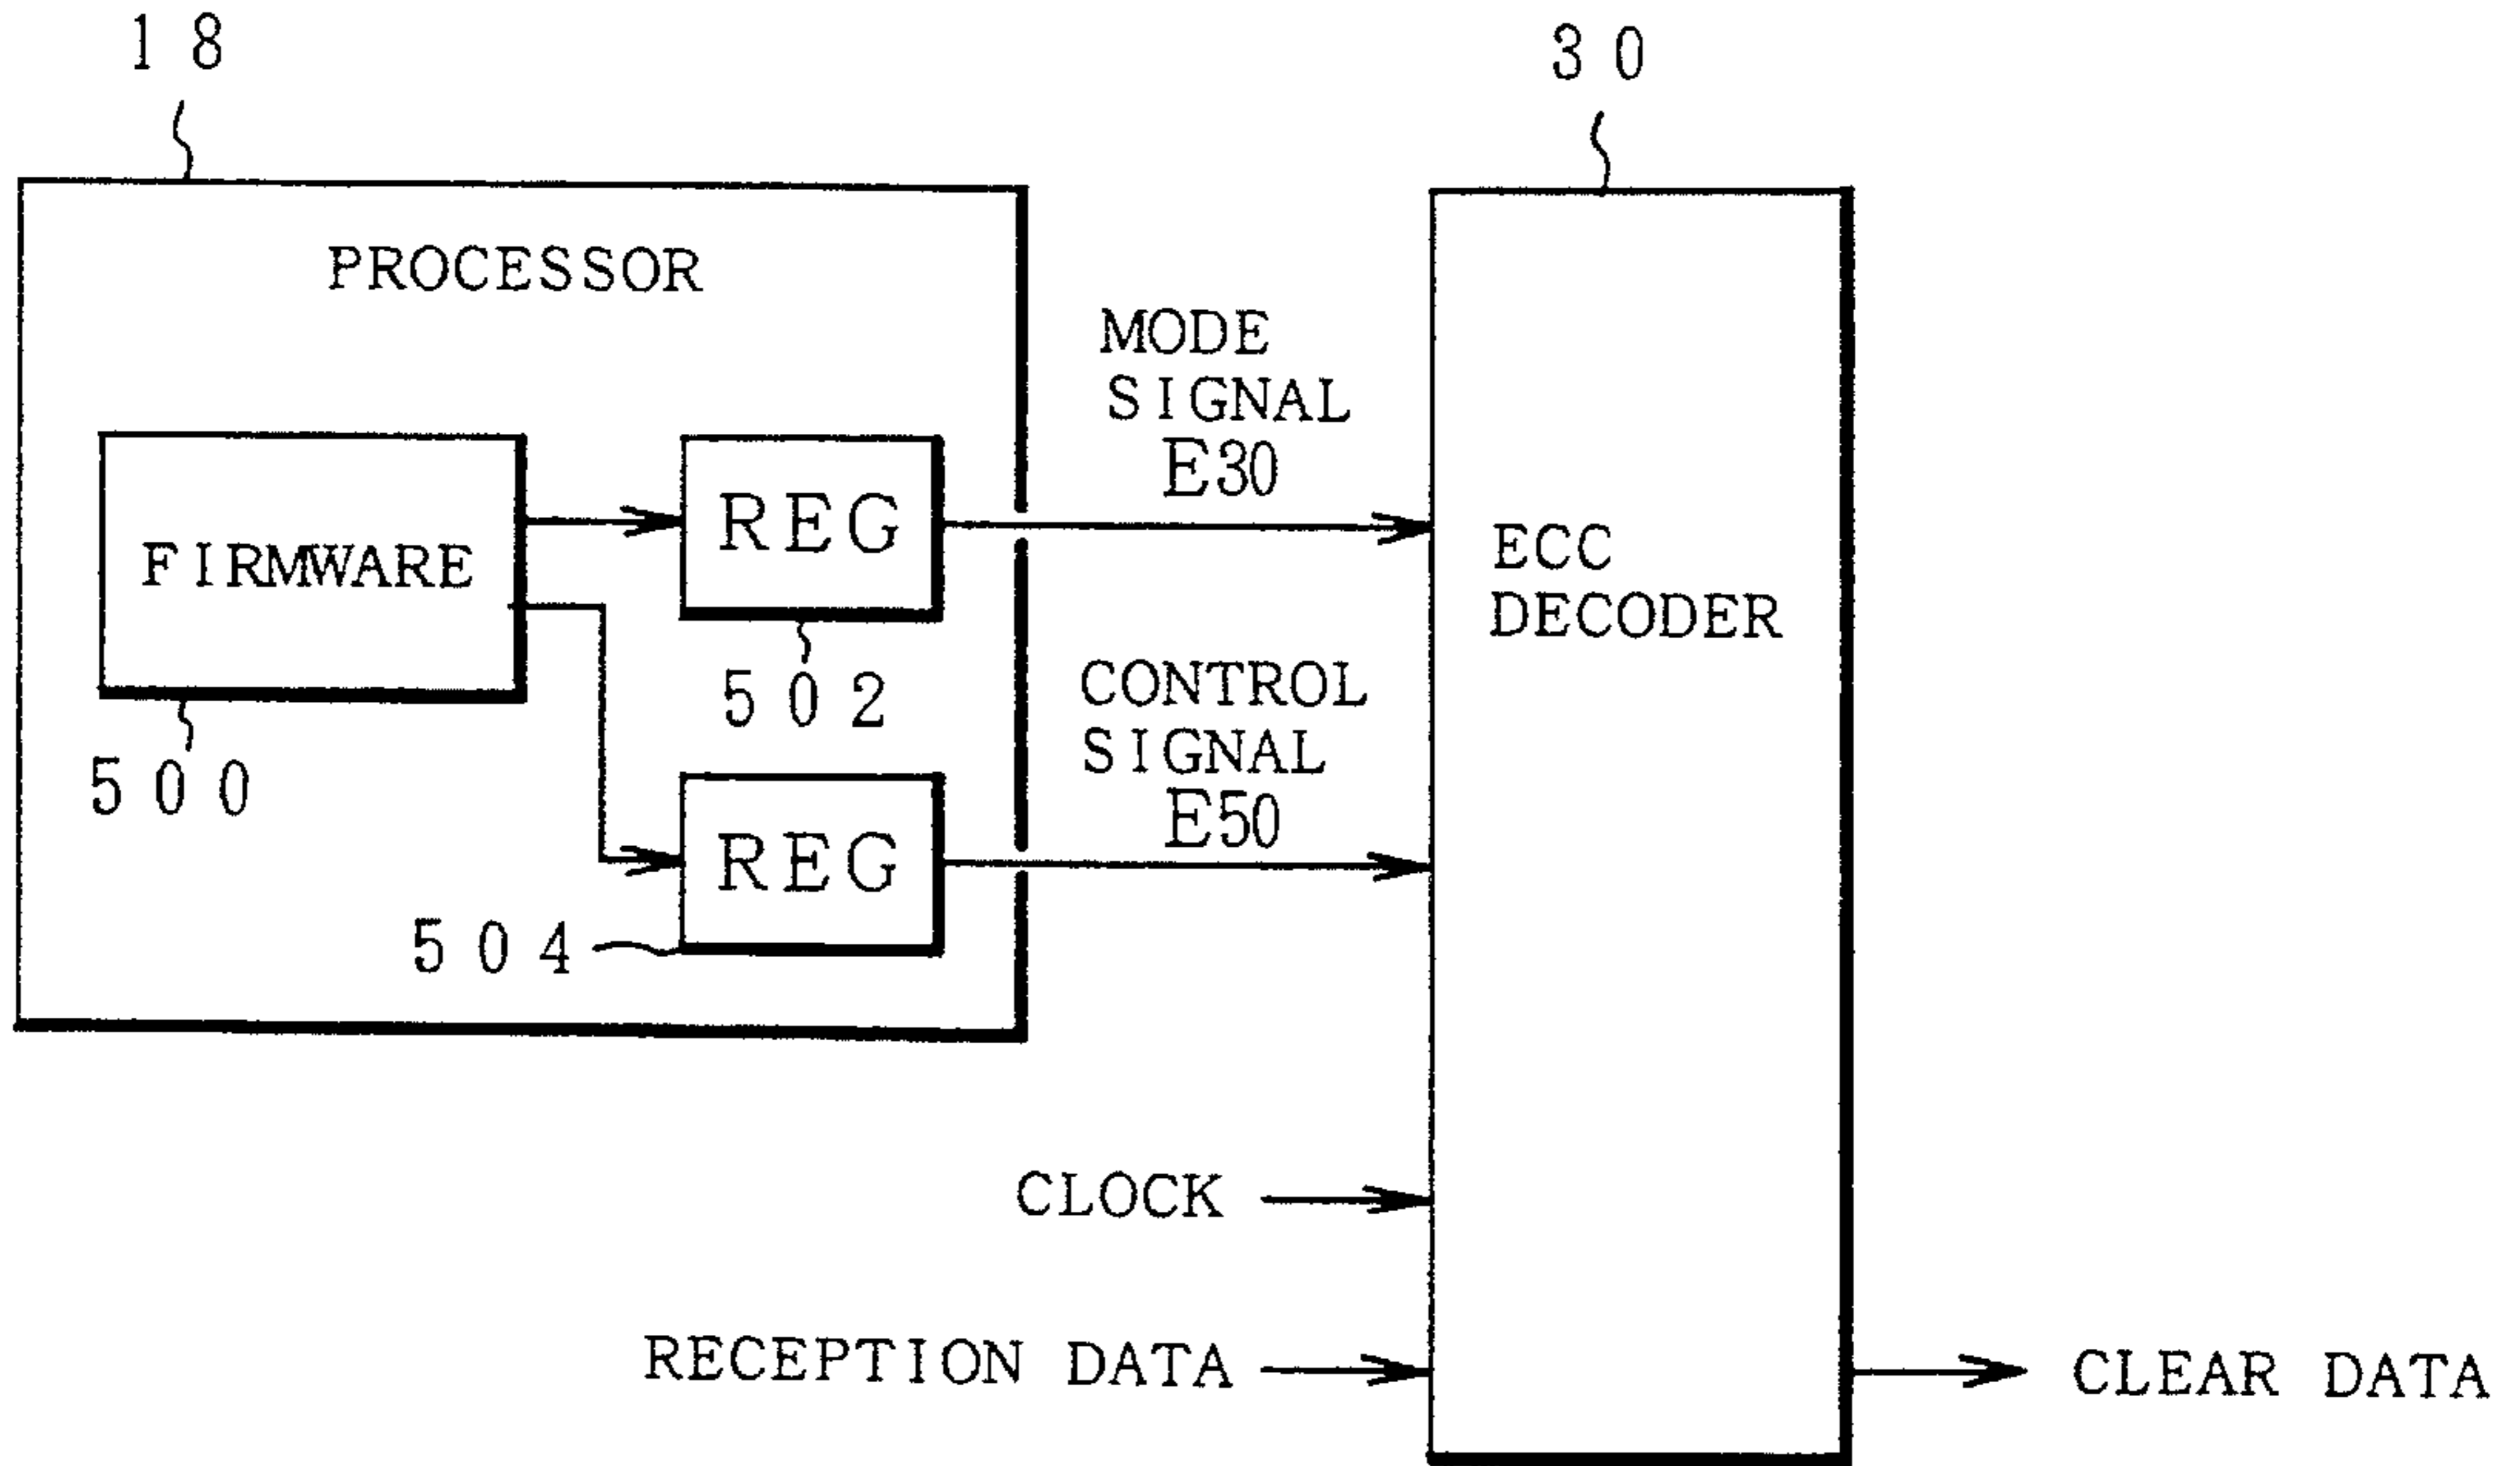 18
30
PROCESSOR
MODE
SIGNAL
E30
FIRMWARE
REG
ECC
DECODER
502
500
CONTROL
SIGNAL
E50
REG
504
CLOCK
RECEPTION DATA
CLEAR DATA